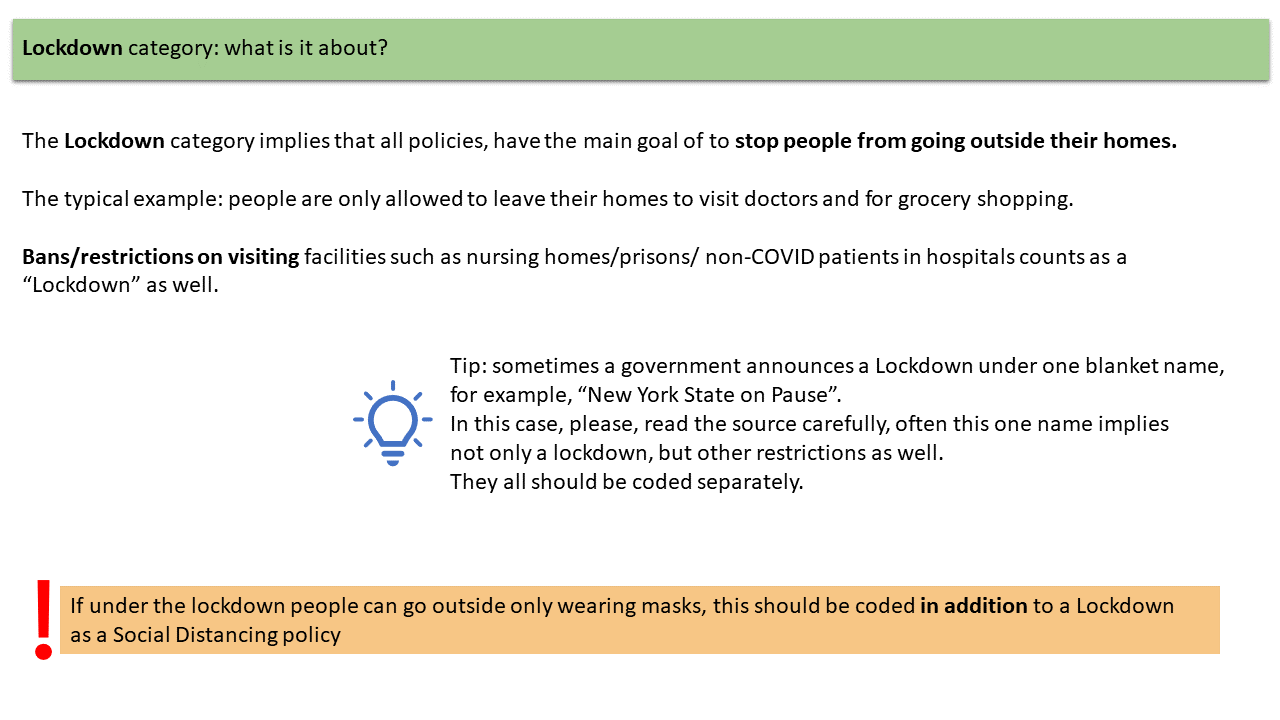 Lockdown category: what is it about?
The Lockdown category implies that all policies, have the main goal of to stop people from going outside their homes.
The typical example: people are only allowed to leave their homes to visit doctors and for grocery shopping.
Bans/restrictions on visiting facilities such as nursing homes/prisons/ non-COVID patients in hospitals counts as a
“Lockdown” as well.
Tip: sometimes a government announces a Lockdown under one blanket name,
for example, “New York State on Pause”.
In this case, please, read the source carefully, often this one name implies
not only a lockdown, but other restrictions as well.
They all should be coded separately.
! If under the lockdown people can go outside only wearing masks, this should be coded in addition to a Lockdown
as a Social Distancing policy